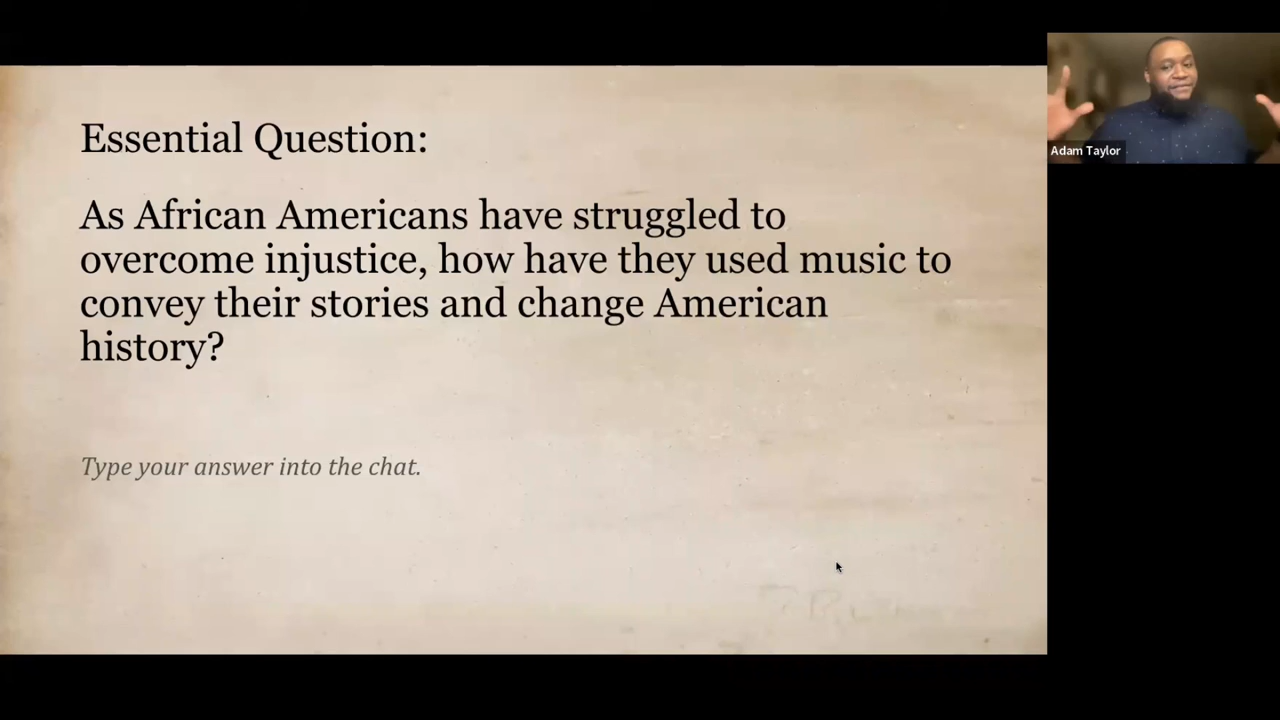 Essential Question:
As African Americans have struggled to
overcome injustice, how have they used music to
convey their stories and change American
history?
Type your answer into the chat.
Adam Taylor